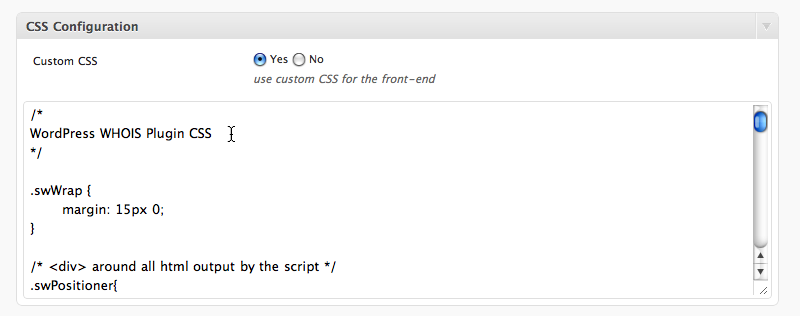 CSS Configuration
Custom CSS Yes No
use custom CSS for the front-end
/*
WordPress WHOIS Plugin CSS
*/
.swWrap {
margin: 15px 0;
}
/* <div> around all html output by the script */
.swPositioner{